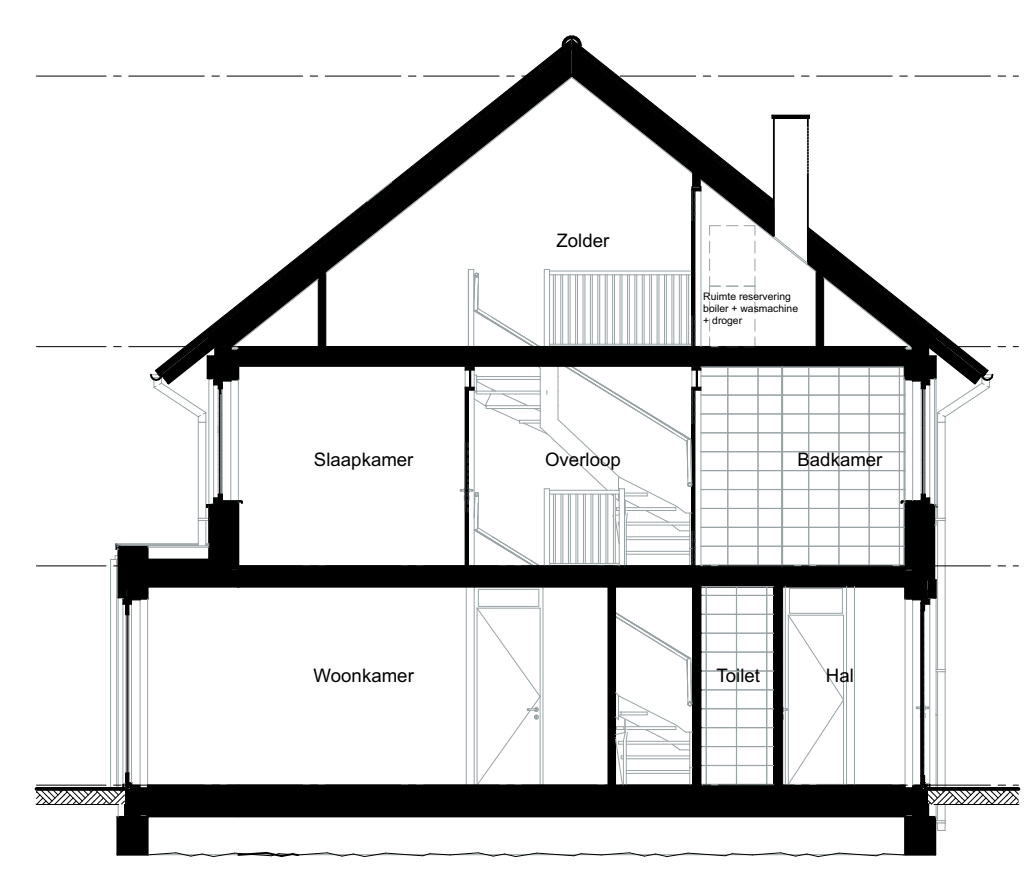 Zolder
Ruimte reservering
boiler + wasmachine
+ droger
Slaapkamer
Overloop
Badkamer
Woonkamer
Toilet
Hal